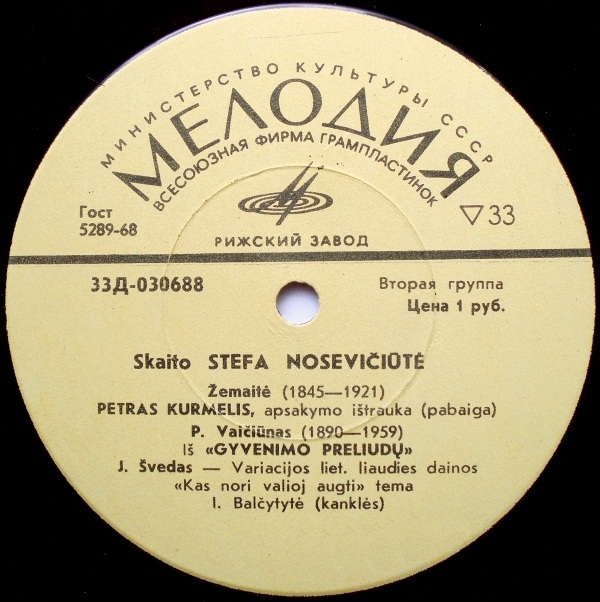 МИНИСТЕРСТВО КУЛЬТУРЫ СССР
МЕЛОДИЯ
ВСЕСОЮЗНАЯ ФИРМА ГРАМПЛАСТИНОК
Гост
5289-68
▽33
РИЖСКИЙ ЗАВОД
33Д-030688
Вторая группа
Цена 1 руб.
Skaito STEFA NOSEVIČIŪTĖ
Žemaitė (1845—1921)
PETRAS KURMELIS, apsakymo ištrauka (pabaiga)
P. Vaičiūnas (1890—1959)
Iš «GYVENIMO PRELIUDŲ»
J. Švedas — Variacijos liet. liaudies dainos
«Kas nori valioj augti» tema
I. Balčytytė (kanklės)